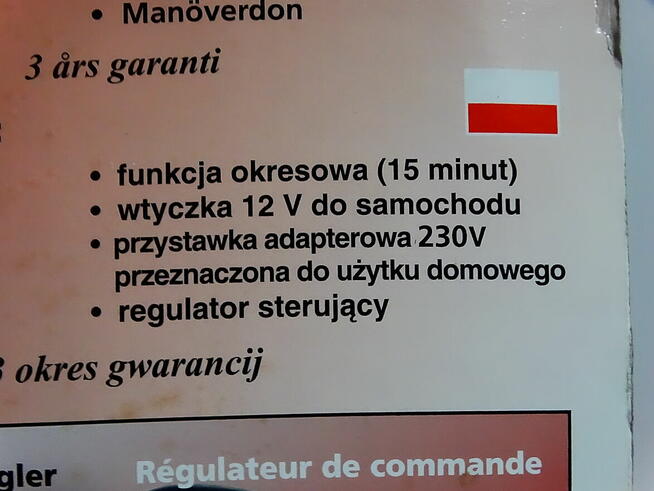 • Manöverdon
3 års garanti
• funkcja okresowa (15 minut)
• wtyczka 12 V do samochodu
• przystawka adapterowa 230V
przeznaczona do użytku domowego
• regulator sterujący
3 okres gwarancij
gler
Régulateur de commande